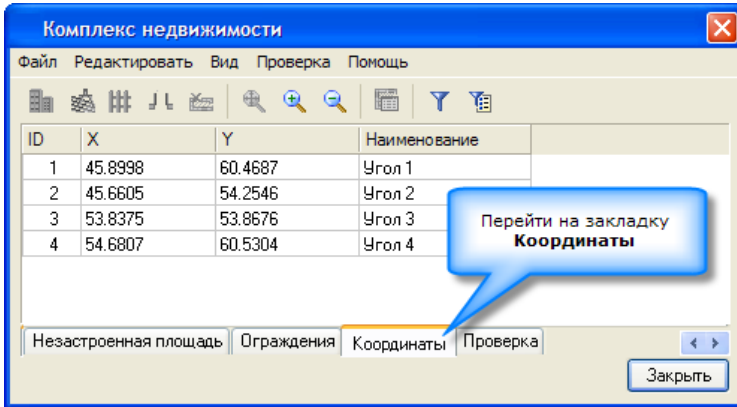 Комплекс недвижимости
Файл Редактировать Вид Проверка Помощь
ID X Y Наименование
1 45.8998 60.4687 Угол 1
2 45.6605 54.2546 Угол 2
3 53.8375 53.8676 Угол 3
4 54.6807 60.5304 Угол 4
Перейти на закладку
Координаты
Незастроенная площадь Ограждения Координаты Проверка
Закрыть